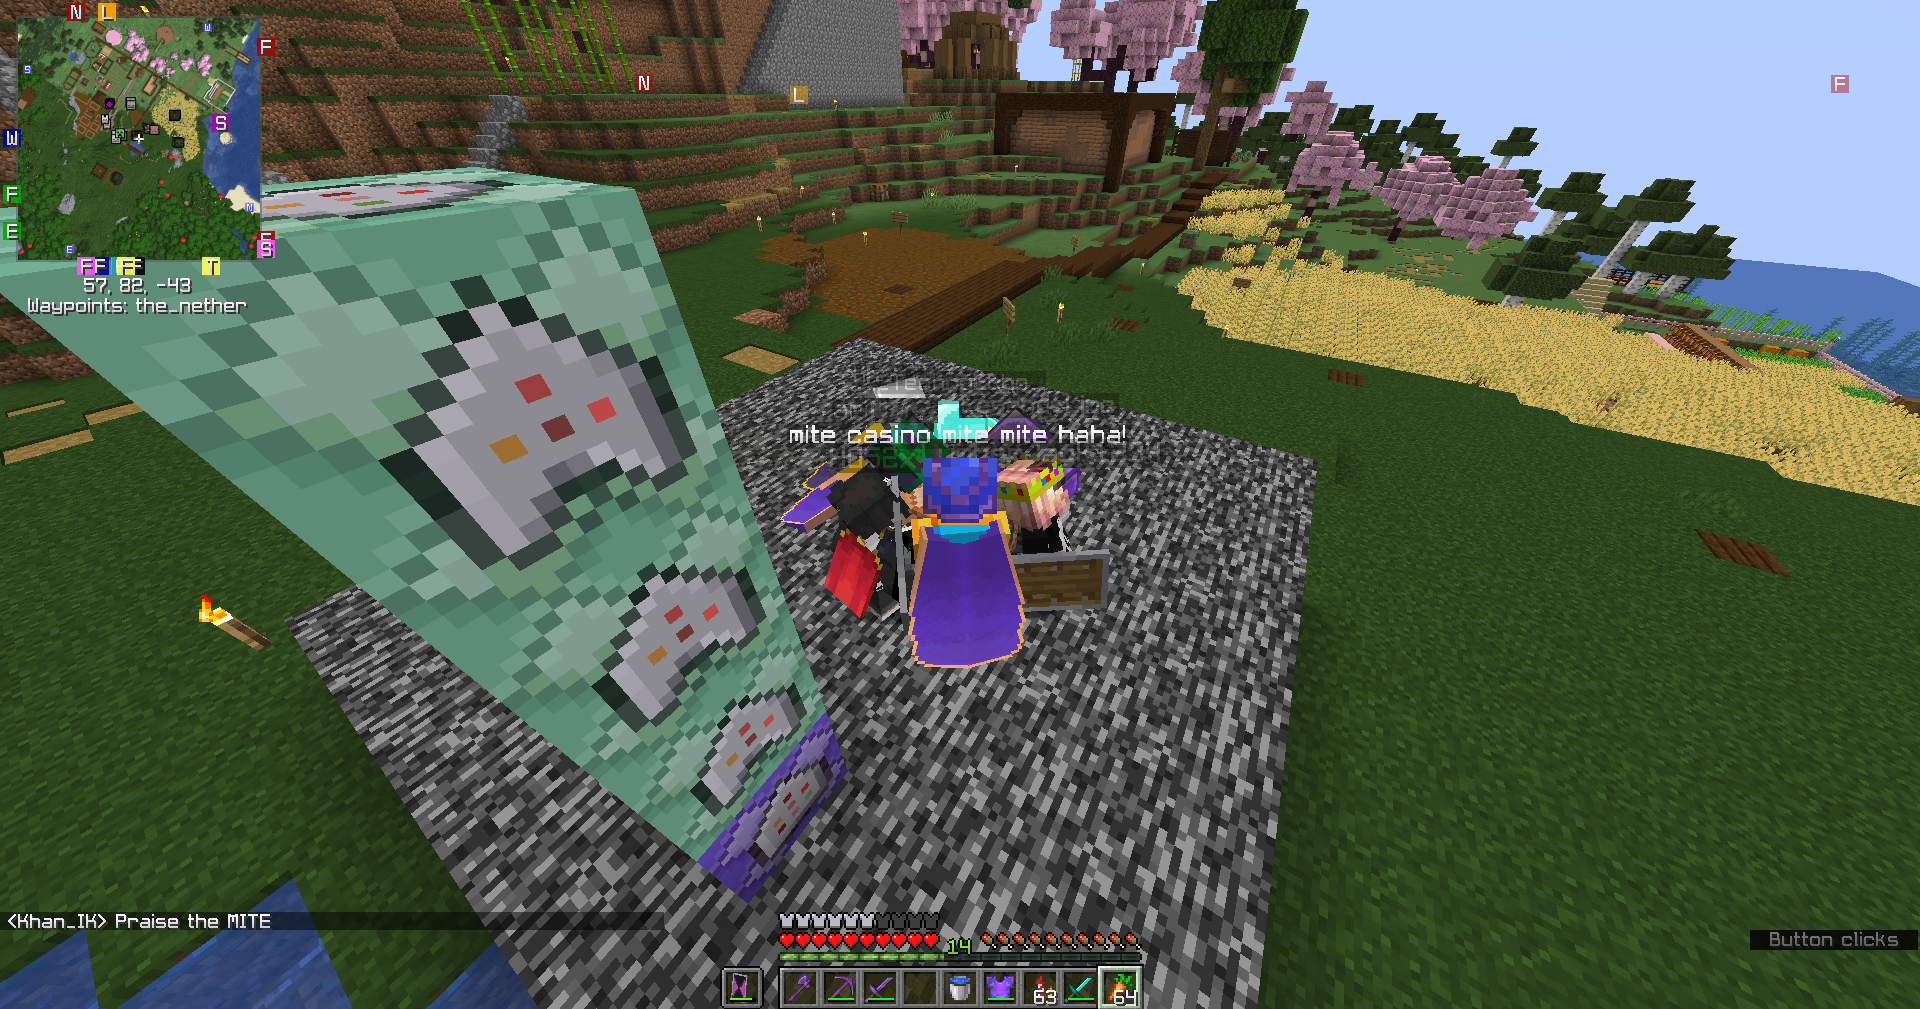 N L
F
W
S
S
N
N
F
E
E
F
S
F F F F T
57, 82, -43
Waypoints: the_nether
N
L
F
mite casino mite mite haha!
<Khan_IK> Praise the MITE
Button clicks
14
63
64